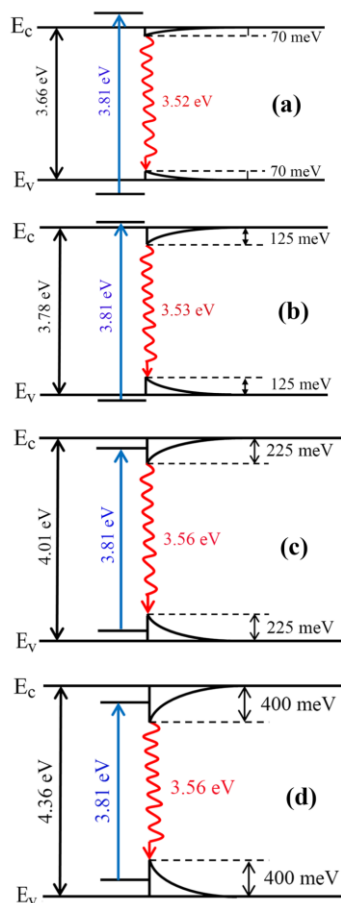 Ec
70 meV
3.66 eV
3.81 eV
3.52 eV
(a)
70 meV
Ev
Ec
125 meV
3.78 eV
3.81 eV
3.53 eV
(b)
125 meV
Ev
Ec
225 meV
4.01 eV
3.81 eV
3.56 eV
(c)
225 meV
Ev
Ec
400 meV
4.36 eV
3.81 eV
3.56 eV
(d)
400 meV
Ev